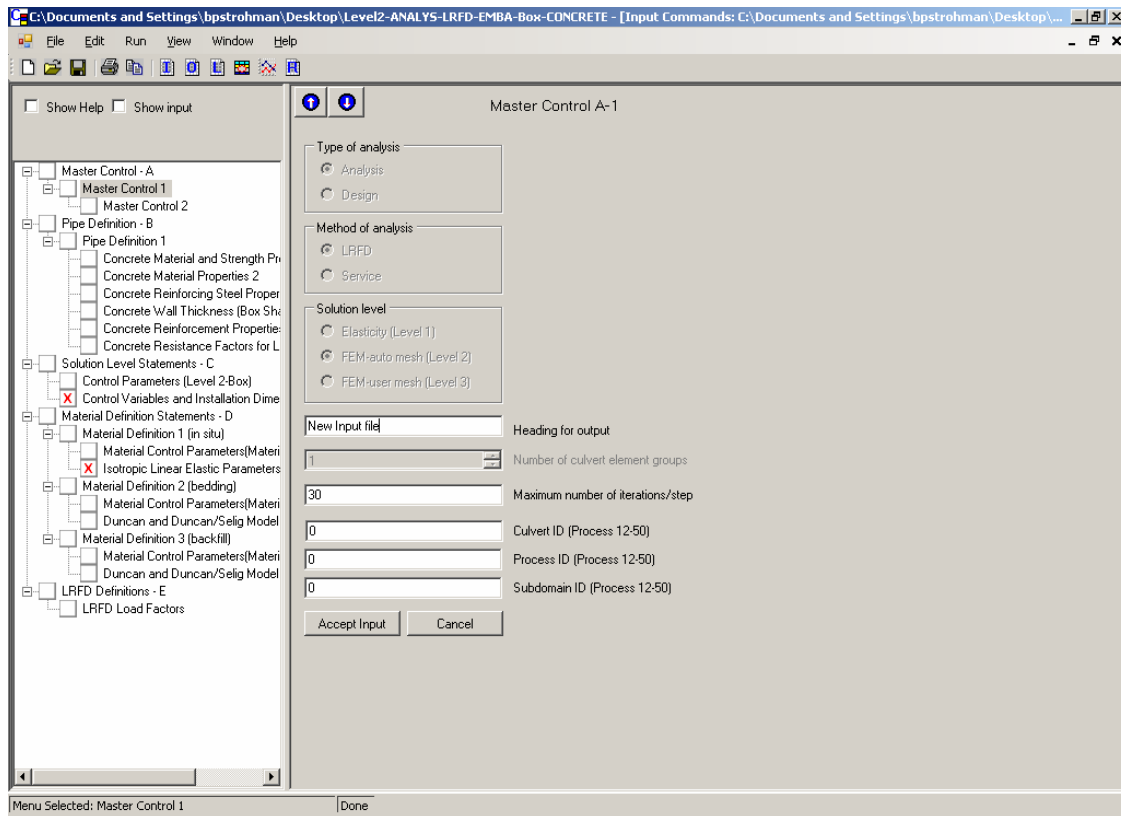 C:\Documents and Settings\bpstrohman\Desktop\Level2-ANALYS-LRFD-EMBA-Box-CONCRETE - [Input Commands: C:\Documents and Settings\bpstrohman\Desktop\...
File Edit Run View Window Help
Show Help Show input
Master Control A-1
Master Control - A
Master Control 1
Master Control 2
Pipe Definition - B
Pipe Definition 1
Concrete Material and Strength Pr
Concrete Material Properties 2
Concrete Reinforcing Steel Proper
Concrete Wall Thickness (Box Sha
Concrete Reinforcement Propertie
Concrete Resistance Factors for L
Solution Level Statements - C
Control Parameters (Level 2-Box)
X Control Variables and Installation Dime
Material Definition Statements - D
Material Definition 1 (in situ)
Material Control Parameters(Materi
X Isotropic Linear Elastic Parameters
Material Definition 2 (bedding)
Material Control Parameters(Materi
Duncan and Duncan/Selig Model
Material Definition 3 (backfill)
Material Control Parameters(Materi
Duncan and Duncan/Selig Model
LRFD Definitions - E
LRFD Load Factors
Type of analysis
Analysis
Design
Method of analysis
LRFD
Service
Solution level
Elasticity (Level 1)
FEM-auto mesh (Level 2)
FEM-user mesh (Level 3)
New Input file Heading for output
1 Number of culvert element groups
30 Maximum number of iterations/step
0 Culvert ID (Process 12-50)
0 Process ID (Process 12-50)
0 Subdomain ID (Process 12-50)
Accept Input Cancel
Menu Selected: Master Control 1 Done